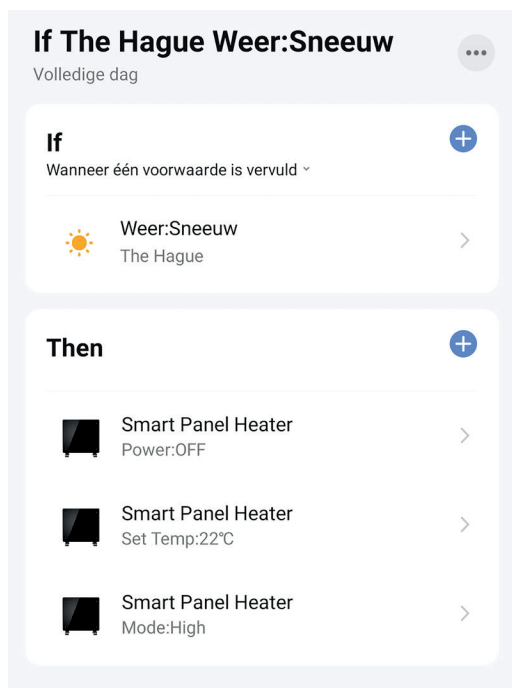 If The Hague Weer:Sneeuw
Volledige dag
If
Wanneer één voorwaarde is vervuld
Weer:Sneeuw
The Hague
Then
Smart Panel Heater
Power:OFF
Smart Panel Heater
Set Temp:22℃
Smart Panel Heater
Mode:High